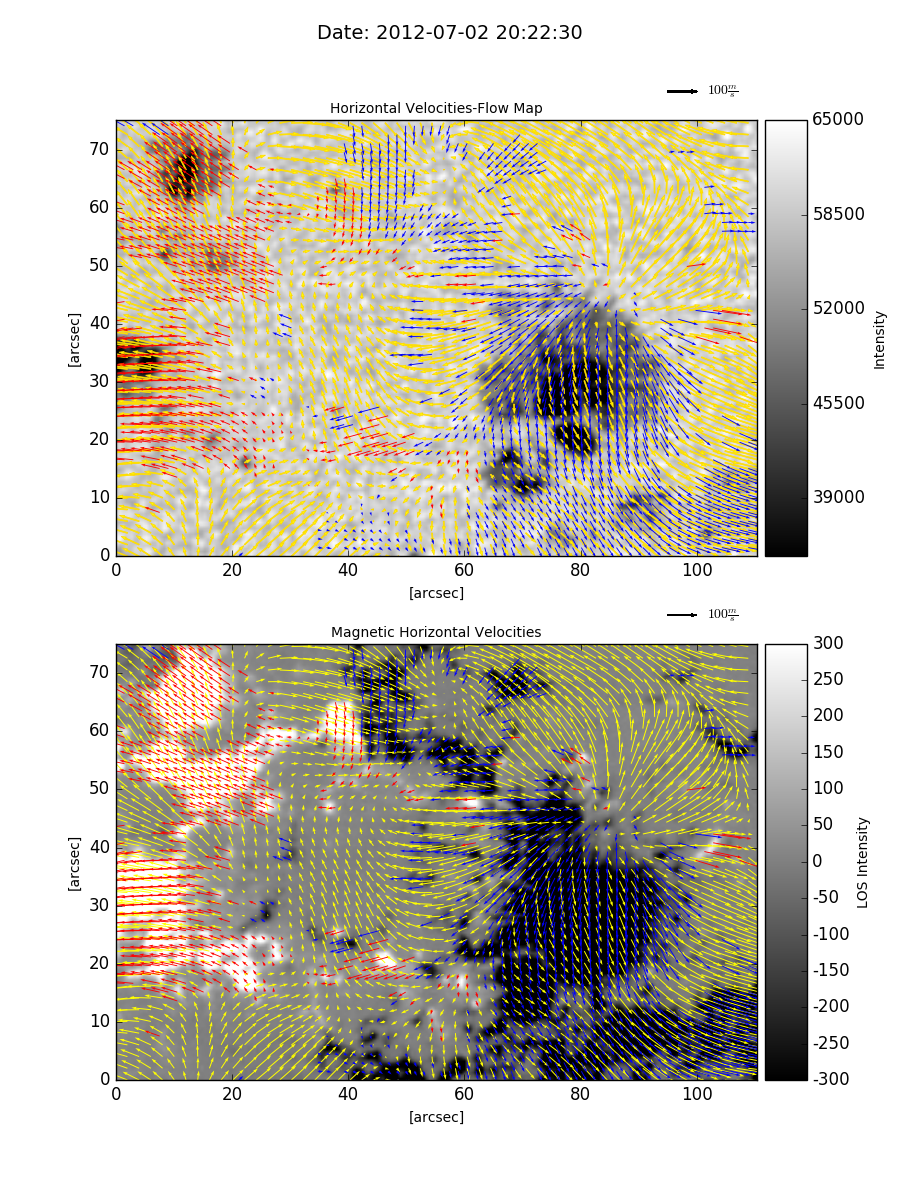 Date: 2012-07-02 20:22:30
100 m/s
Horizontal Velocities-Flow Map
70
60
50
40
30
20
10
0
[arcsec]
0 20 40 60 80 100
[arcsec]
65000
58500
52000
45500
39000
Intensity
100 m/s
Magnetic Horizontal Velocities
70
60
50
40
30
20
10
0
[arcsec]
0 20 40 60 80 100
[arcsec]
300
250
200
150
100
50
0
-50
-100
-150
-200
-250
-300
LOS Intensity